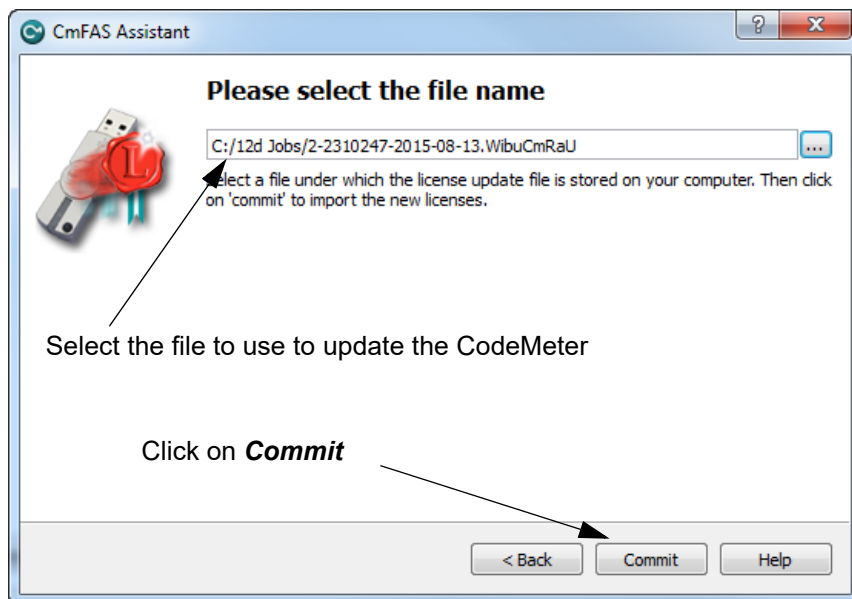 CmFAS Assistant
Please select the file name
C:/12d Jobs/2-2310247-2015-08-13.WibuCmRaU
...
Select a file under which the license update file is stored on your computer. Then click
on 'commit' to import the new licenses.
L
Select the file to use to update the CodeMeter
Click on Commit
< Back
Commit
Help